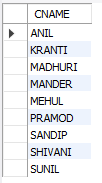 CNAME
ANIL
KRANTI
MADHURI
MANDER
MEHUL
PRAMOD
SANDIP
SHIVANI
SUNIL